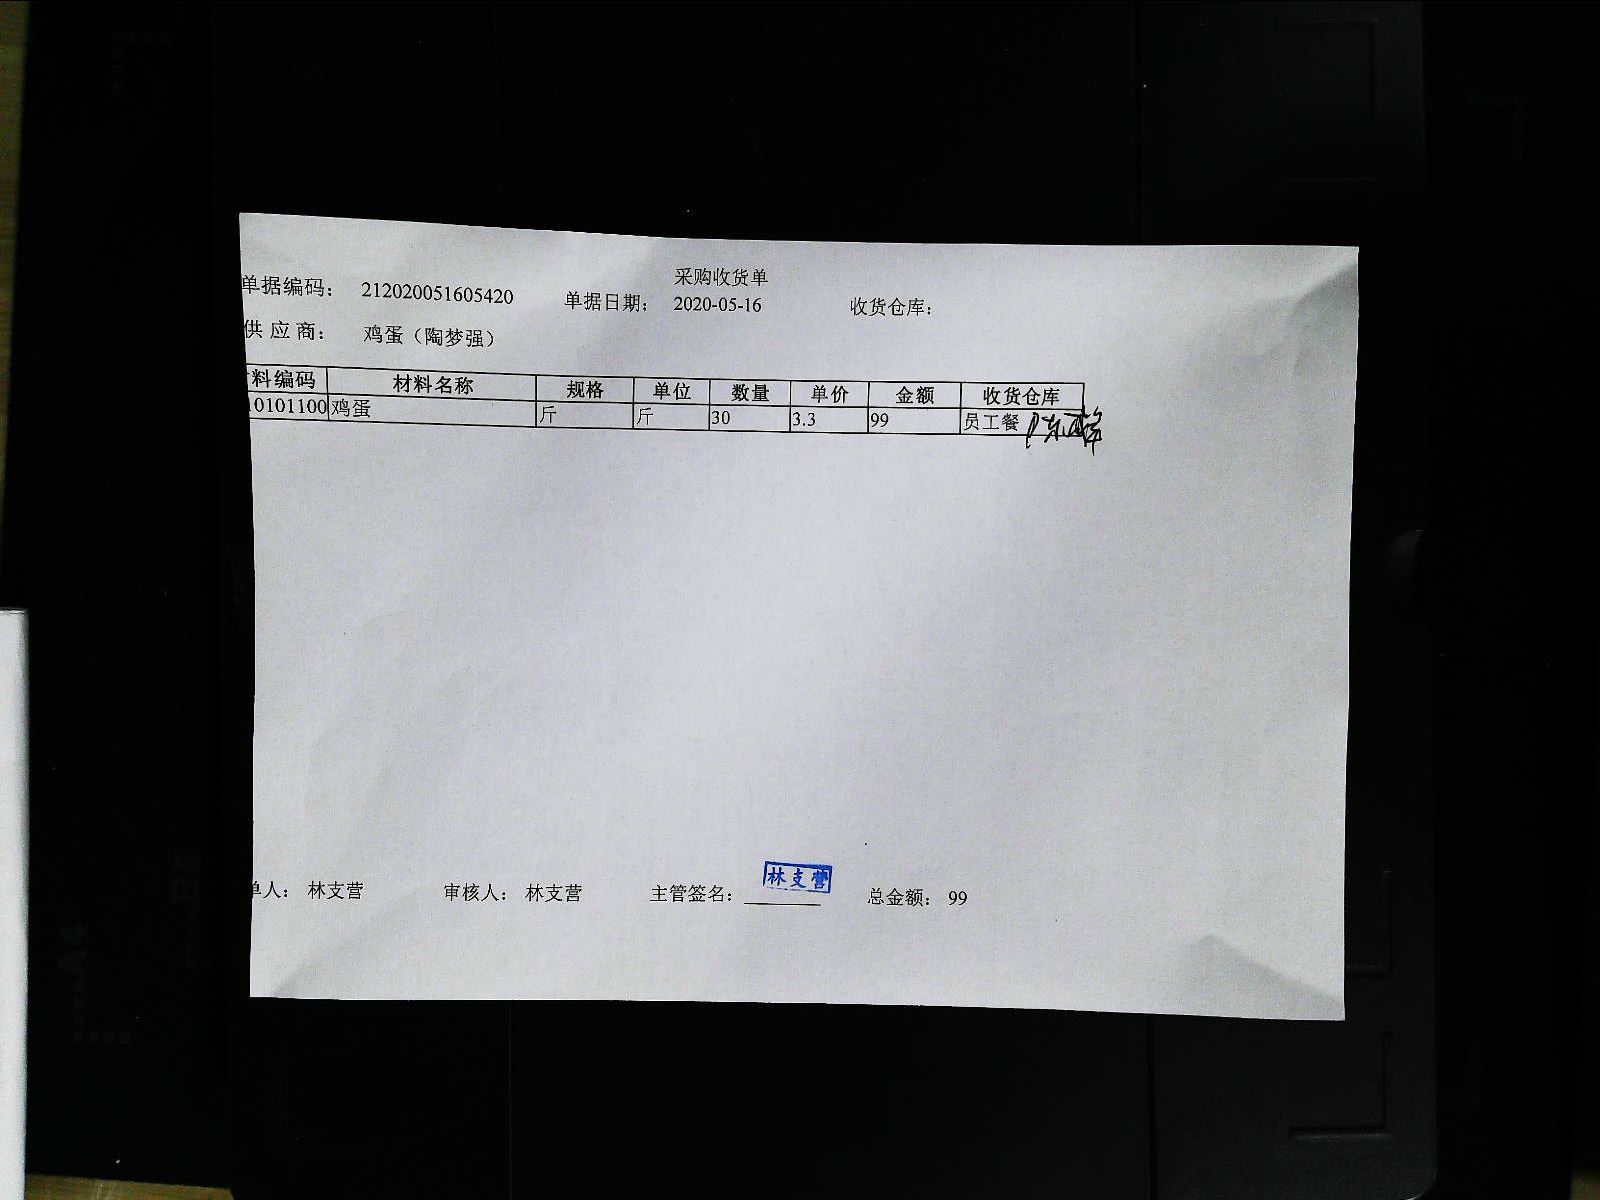 采购收货单
单据编码： 212020051605420 单据日期： 2020-05-16 收货仓库：
供 应 商： 鸡蛋（陶梦强）
料编码 材料名称 规格 单位 数量 单价 金额 收货仓库
10101100 鸡蛋 斤 斤 30 3.3 99 员工餐
单人： 林支营 审核人： 林支营 主管签名： 林支营 总金额： 99